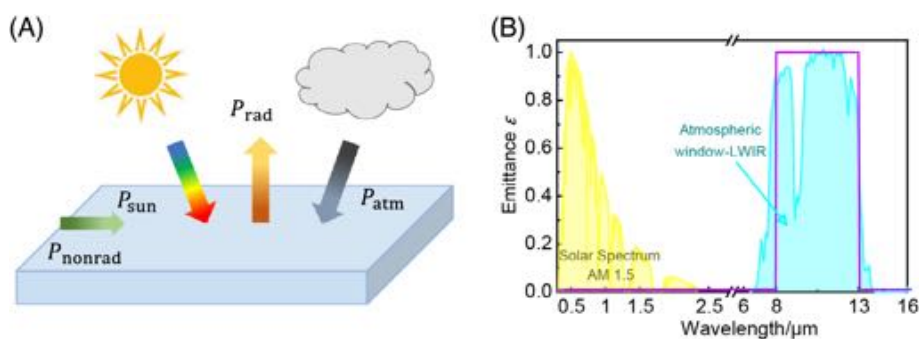 (A)
P_rad
P_sun
P_atm
P_nonrad
(B)
Emittance ε
1.0
0.8
0.6
0.4
0.2
0.0
Atmospheric
window-LWIR
Solar Spectrum
AM 1.5
0.5 1 1.5 2.5 6 8 13 16
Wavelength/μm